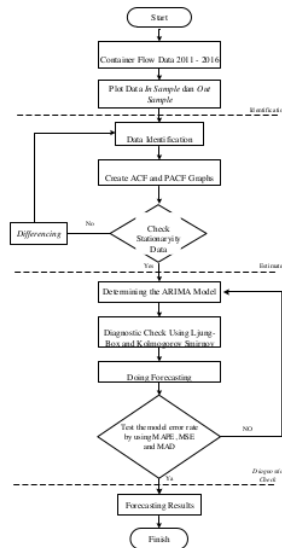 Start
Container Flow Data 2011 - 2016
Plot Data In Sample dan Out
Sample
Identification
Data Identification
Create ACF and PACF Graphs
Differencing
No
Check
Stationaryity
Data
Yes
Estimate
Determining the ARIMA Model
Diagnostic Check Using Ljung-
Box and Kolmogorov Smirnov
Doing Forecasting
Test the model error rate
by using MAPE, MSE
and MAD
NO
Ya
Diagnostic
Check
Forecasting Results
Finish